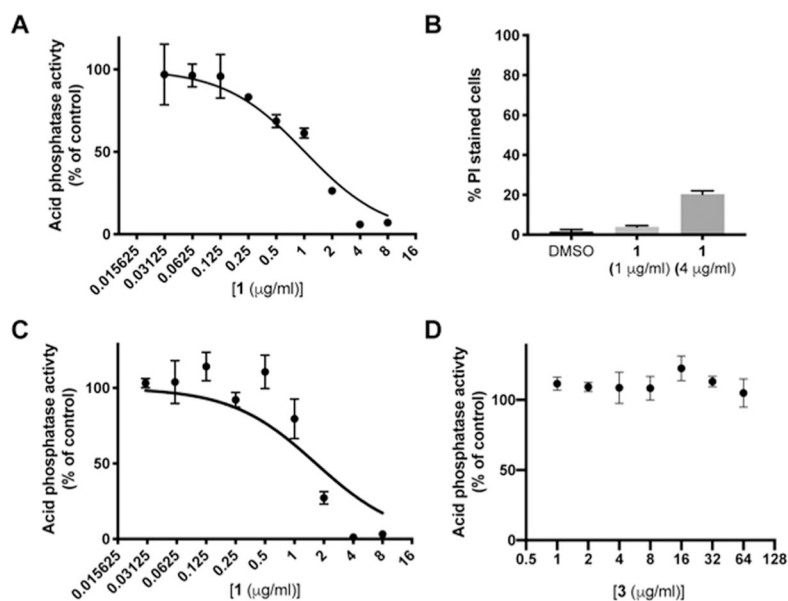 A
Acid phosphatase activty
(% of control)
100
50
0
0.015625
0.03125
0.0625
0.125
0.25
0.5
1
2
4
8
16
[1 (μg/ml)]
B
% PI stained cells
100
80
60
40
20
0
DMSO
1
(1 μg/ml)
1
(4 μg/ml)
C
Acid phosphatase activty
(% of control)
100
50
0
0.015625
0.03125
0.0625
0.125
0.25
0.5
1
2
4
8
16
[1 (μg/ml)]
D
Acid phosphatase activty
(% of control)
100
50
0
0.5
1
2
4
8
16
32
64
128
[3 (μg/ml)]